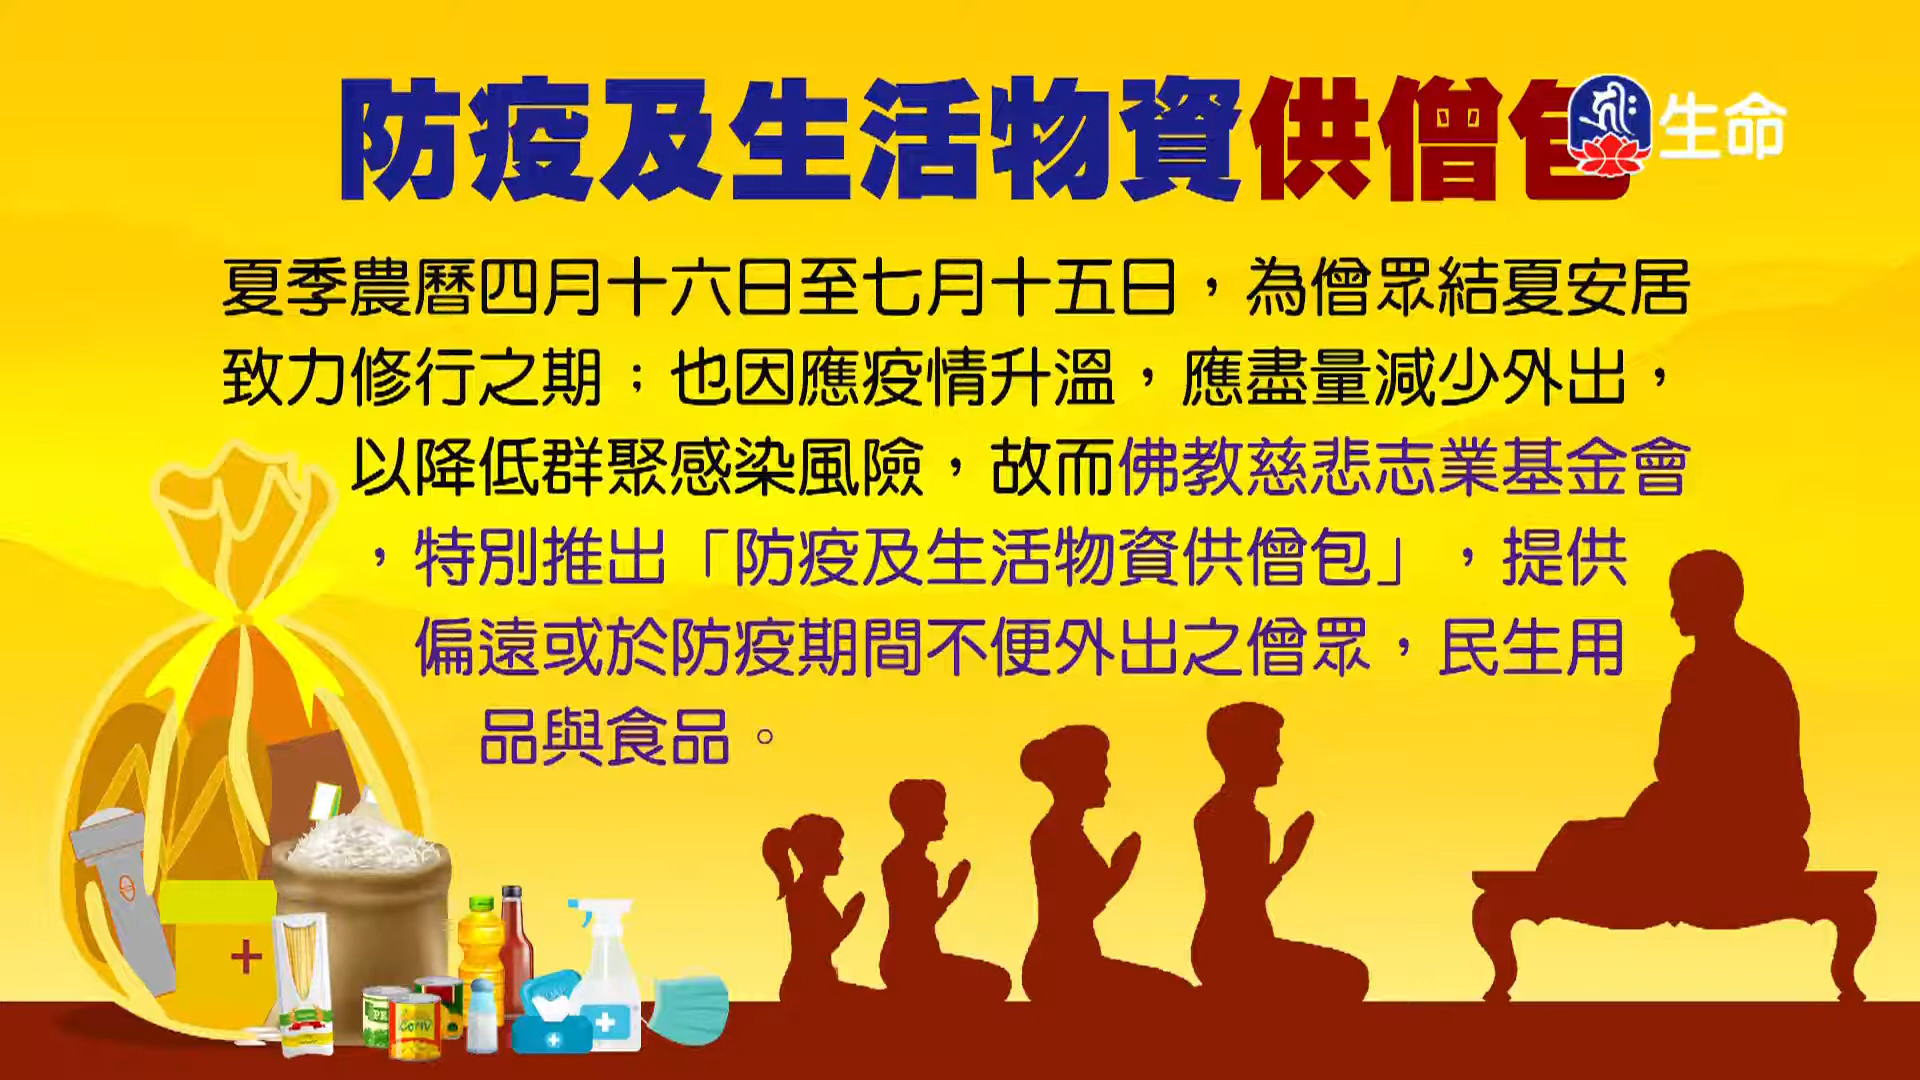 防疫及生活物資供僧包
生命
夏季農曆四月十六日至七月十五日，為僧眾結夏安居
致力修行之期；也因應疫情升溫，應盡量減少外出，
以降低群聚感染風險，故而佛教慈悲志業基金會
，特別推出「防疫及生活物資供僧包」，提供
偏遠或於防疫期間不便外出之僧眾，民生用
品與食品。
Corn